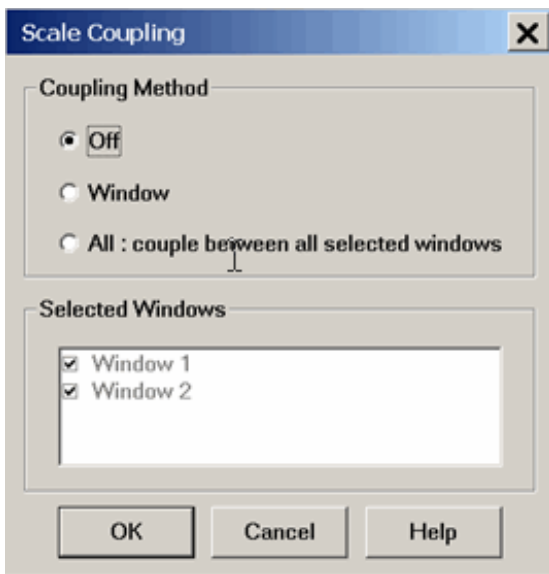 Scale Coupling
Coupling Method
Off
Window
All : couple between all selected windows
Selected Windows
Window 1
Window 2
OK Cancel Help